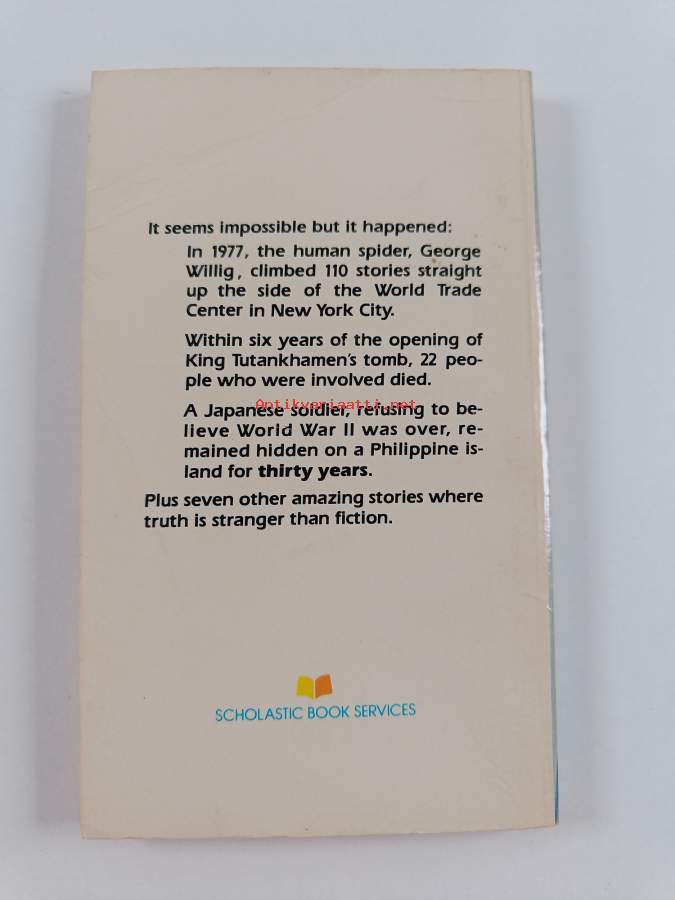 It seems impossible but it happened:
In 1977, the human spider, George
Willig, climbed 110 stories straight
up the side of the World Trade
Center in New York City.
Within six years of the opening of
King Tutankhamen's tomb, 22 peo-
ple who were involved died.
Antikvariaatti.net
A Japanese soldier, refusing to be-
lieve World War II was over, re-
mained hidden on a Philippine is-
land for thirty years.
Plus seven other amazing stories where
truth is stranger than fiction.
SCHOLASTIC BOOK SERVICES